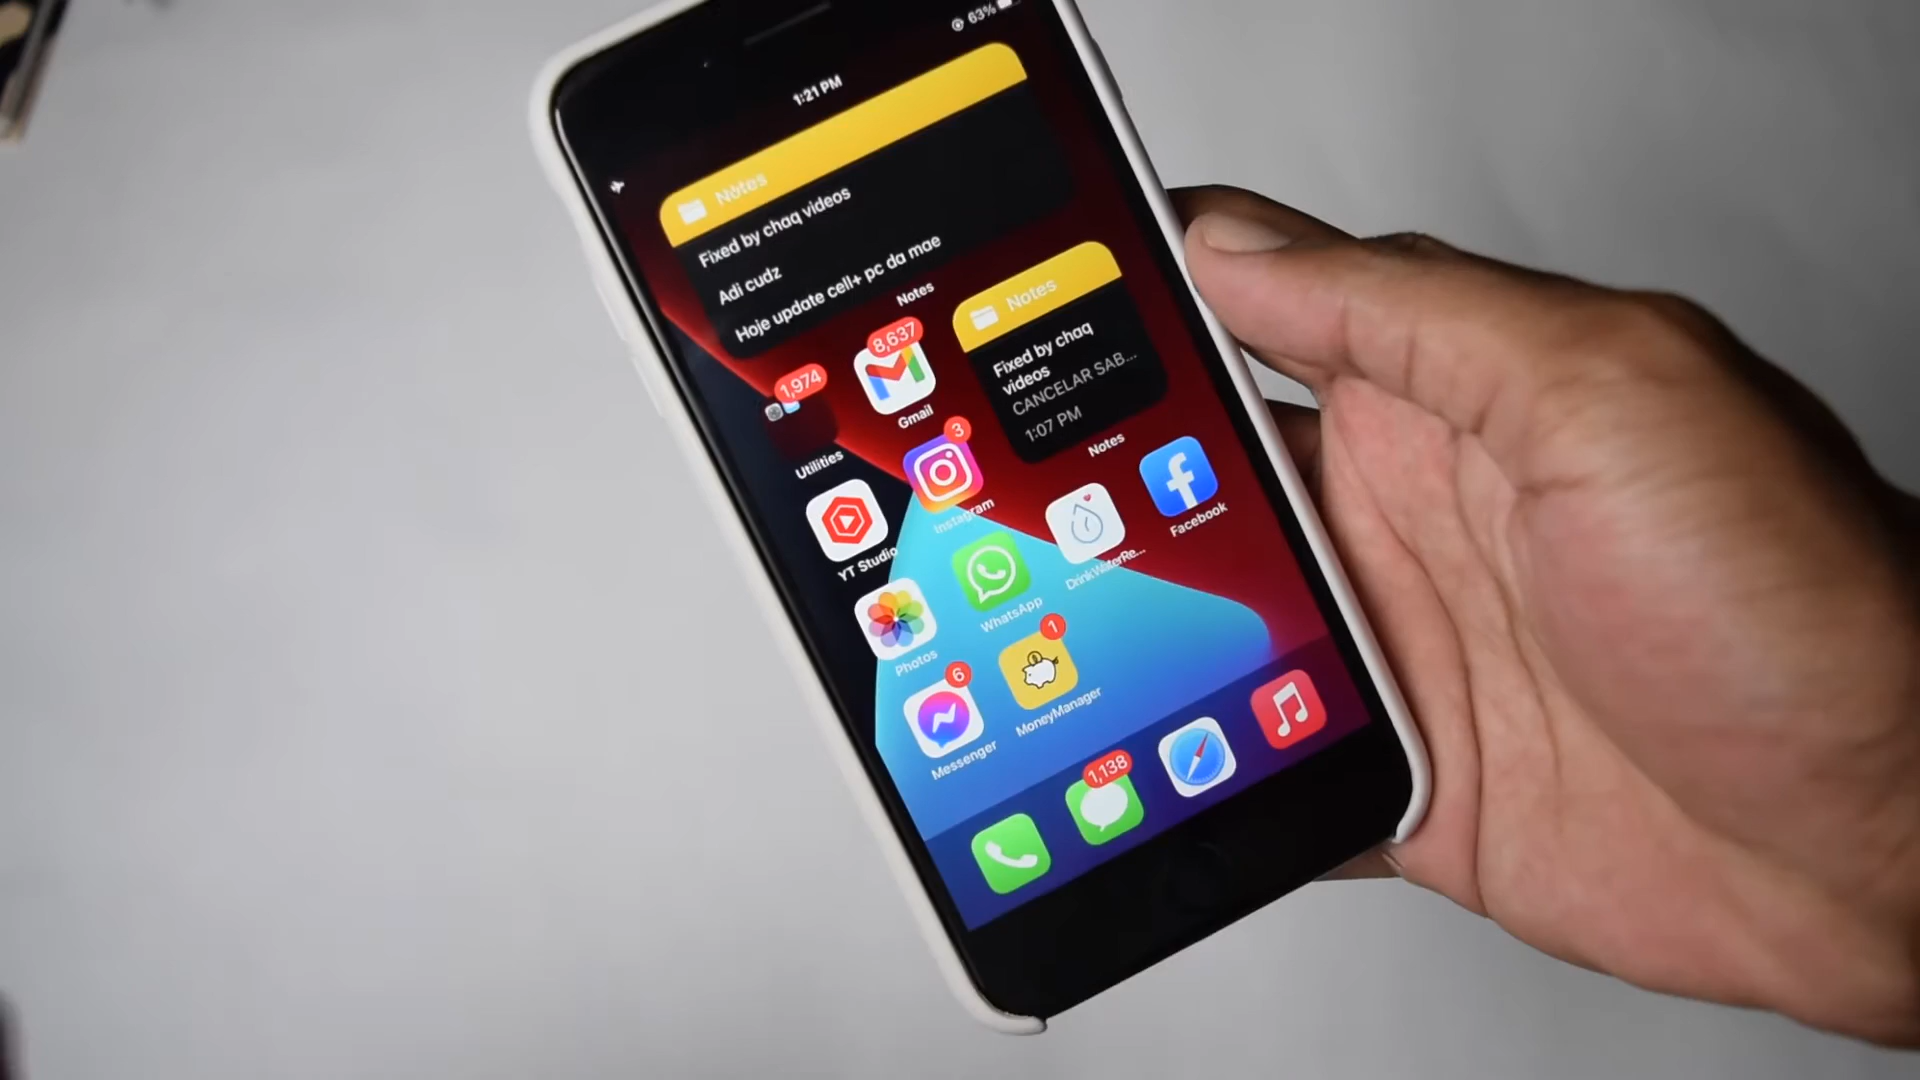 63%
1:21 PM
Notes
Fixed by chaq videos
Adi cudz
Hoje update cell+ pc da mae
Notes
1,974
Utilities
8,637
Gmail
Notes
Fixed by chaq
videos
CANCELAR SAB...
1:07 PM
Notes
YT Studio
3
Instagram
DrinkWaterRe...
Facebook
Photos
WhatsApp
6
Messenger
1
MoneyManager
1,138